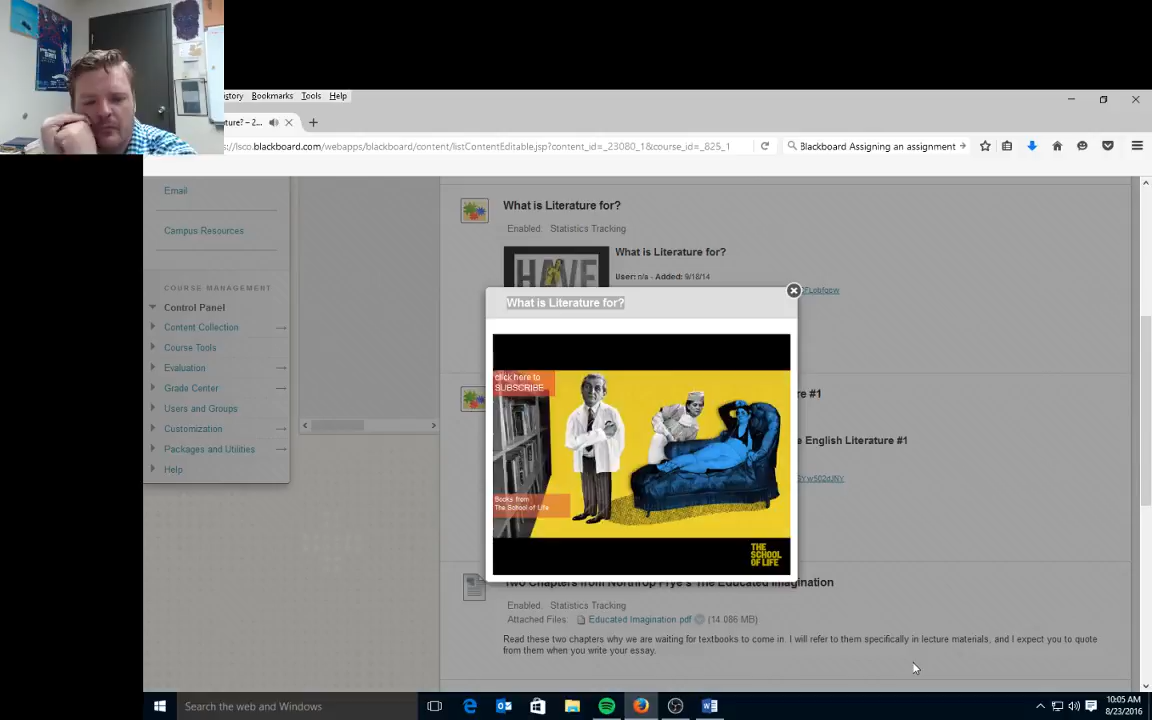 istory Bookmarks Tools Help
ture? – 2...
s://lsco.blackboard.com/webapps/blackboard/content/listContentEditable.jsp?content_id=_23080_1&course_id=_825_1
Blackboard Assigning an assignment
Email
Campus Resources
COURSE MANAGEMENT
Control Panel
Content Collection
Course Tools
Evaluation
Grade Center
Users and Groups
Customization
Packages and Utilities
Help
What is Literature for?
Enabled: Statistics Tracking
HAVE
What is Literature for?
User: n/a - Added: 9/18/14
What is Literature for?
click here to
SUBSCRIBE
Books from
The School of Life
THE
SCHOOL
OF LIFE
re #1
e English Literature #1
Two Chapters from Northrop Frye's The Educated Imagination
Enabled: Statistics Tracking
Attached Files: Educated Imagination.pdf (14.086 MB)
Read these two chapters why we are waiting for textbooks to come in. I will refer to them specifically in lecture materials, and I expect you to quote
from them when you write your essay.
Search the web and Windows
10:05 AM
8/23/2016